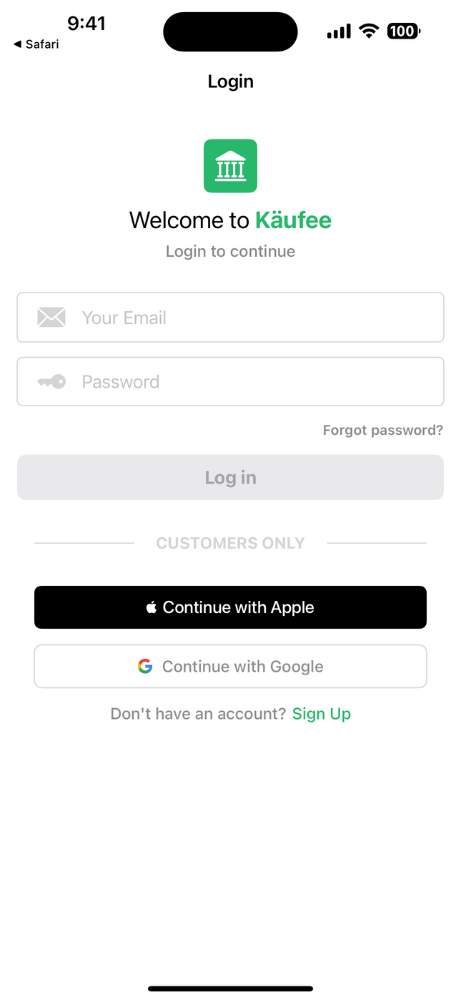 9:41
◀ Safari
100
Login
Welcome to Käufee
Login to continue
Your Email
Password
Forgot password?
Log in
CUSTOMERS ONLY
Continue with Apple
Continue with Google
Don't have an account? Sign Up